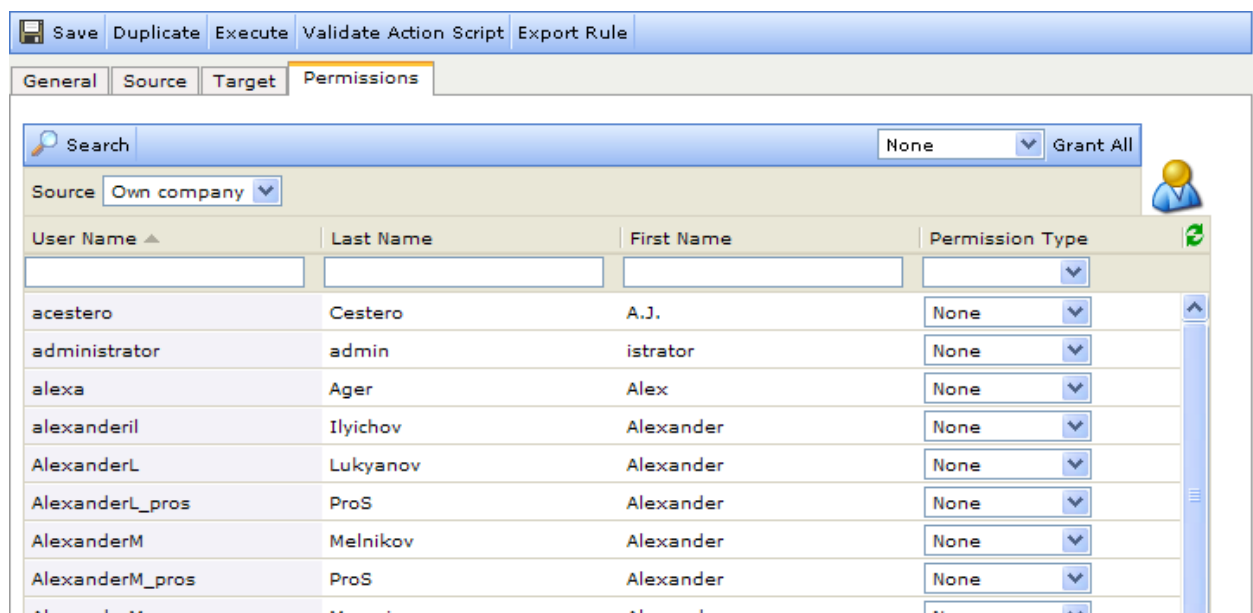 Save Duplicate Execute Validate Action Script Export Rule
General Source Target Permissions
Search None Grant All
Source Own company
User Name Last Name First Name Permission Type
acestero Cestero A.J. None
administrator admin istrator None
alexa Ager Alex None
alexanderil Ilyichov Alexander None
AlexanderL Lukyanov Alexander None
AlexanderL_pros ProS Alexander None
AlexanderM Melnikov Alexander None
AlexanderM_pros ProS Alexander None